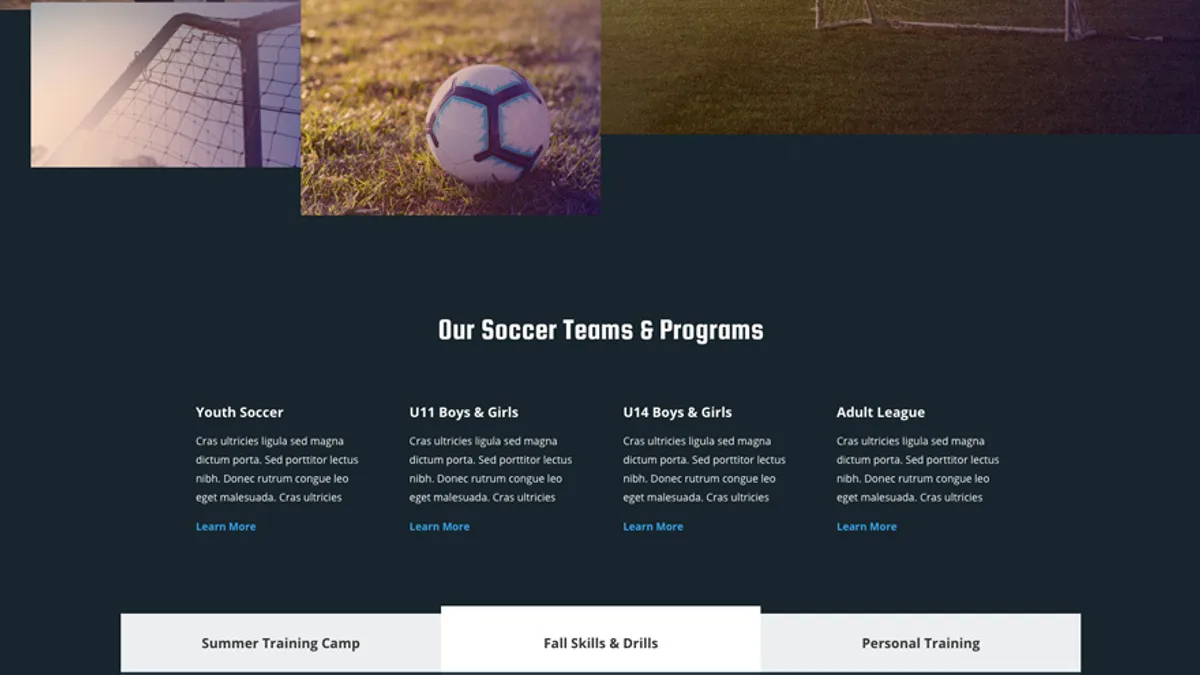 Our Soccer Teams & Programs
Youth Soccer
Cras ultricies ligula sed magna
dictum porta. Sed porttitor lectus
nibh. Donec rutrum congue leo
eget malesuada. Cras ultricies
Learn More
U11 Boys & Girls
Cras ultricies ligula sed magna
dictum porta. Sed porttitor lectus
nibh. Donec rutrum congue leo
eget malesuada. Cras ultricies
Learn More
U14 Boys & Girls
Cras ultricies ligula sed magna
dictum porta. Sed porttitor lectus
nibh. Donec rutrum congue leo
eget malesuada. Cras ultricies
Learn More
Adult League
Cras ultricies ligula sed magna
dictum porta. Sed porttitor lectus
nibh. Donec rutrum congue leo
eget malesuada. Cras ultricies
Learn More
Summer Training Camp
Fall Skills & Drills
Personal Training